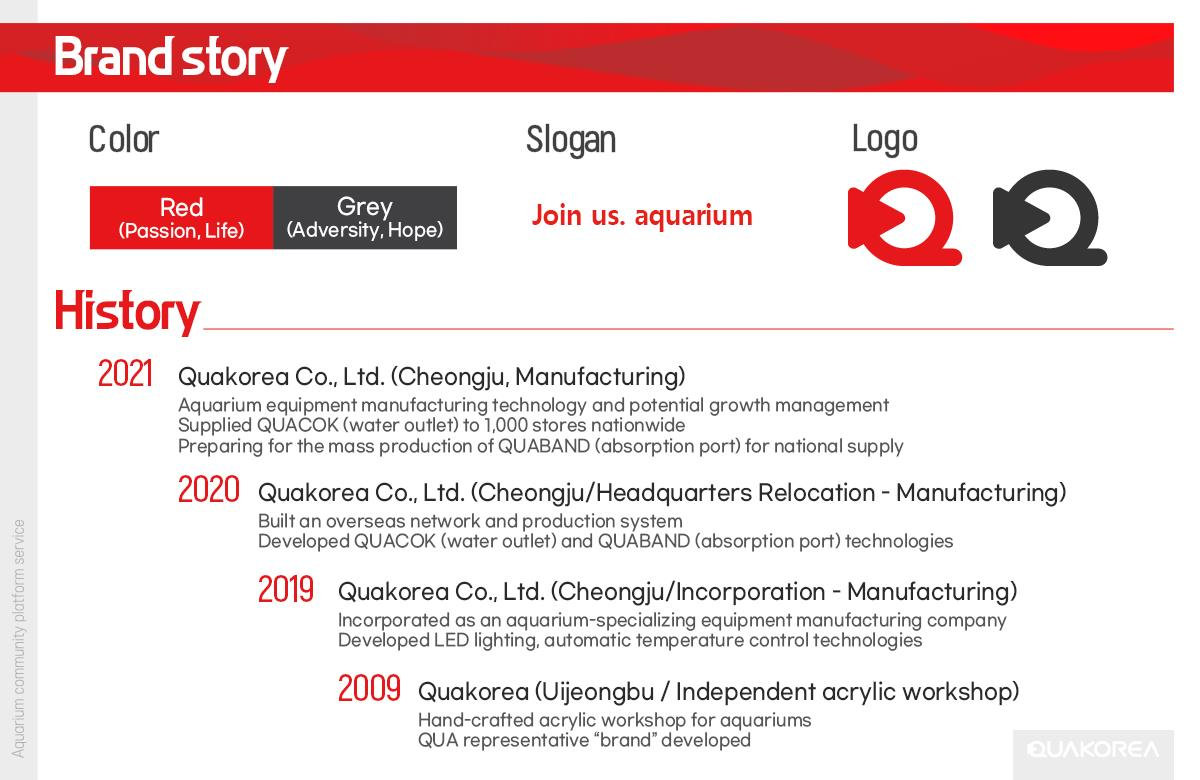 Brand story
Color
Slogan
Logo
Red
(Passion, Life)
Grey
(Adversity, Hope)
Join us. aquarium
History
2021
Quakorea Co., Ltd. (Cheongju, Manufacturing)
Aquarium equipment manufacturing technology and potential growth management
Supplied QUACOK (water outlet) to 1,000 stores nationwide
Preparing for the mass production of QUABAND (absorption port) for national supply
2020
Quakorea Co., Ltd. (Cheongju/Headquarters Relocation - Manufacturing)
Built an overseas network and production system
Developed QUACOK (water outlet) and QUABAND (absorption port) technologies
2019
Quakorea Co., Ltd. (Cheongju/Incorporation - Manufacturing)
Incorporated as an aquarium-specializing equipment manufacturing company
Developed LED lighting, automatic temperature control technologies
2009
Quakorea (Uijeongbu / Independent acrylic workshop)
Hand-crafted acrylic workshop for aquariums
QUA representative “brand” developed
Aquarium community platform service
QUAKOREA